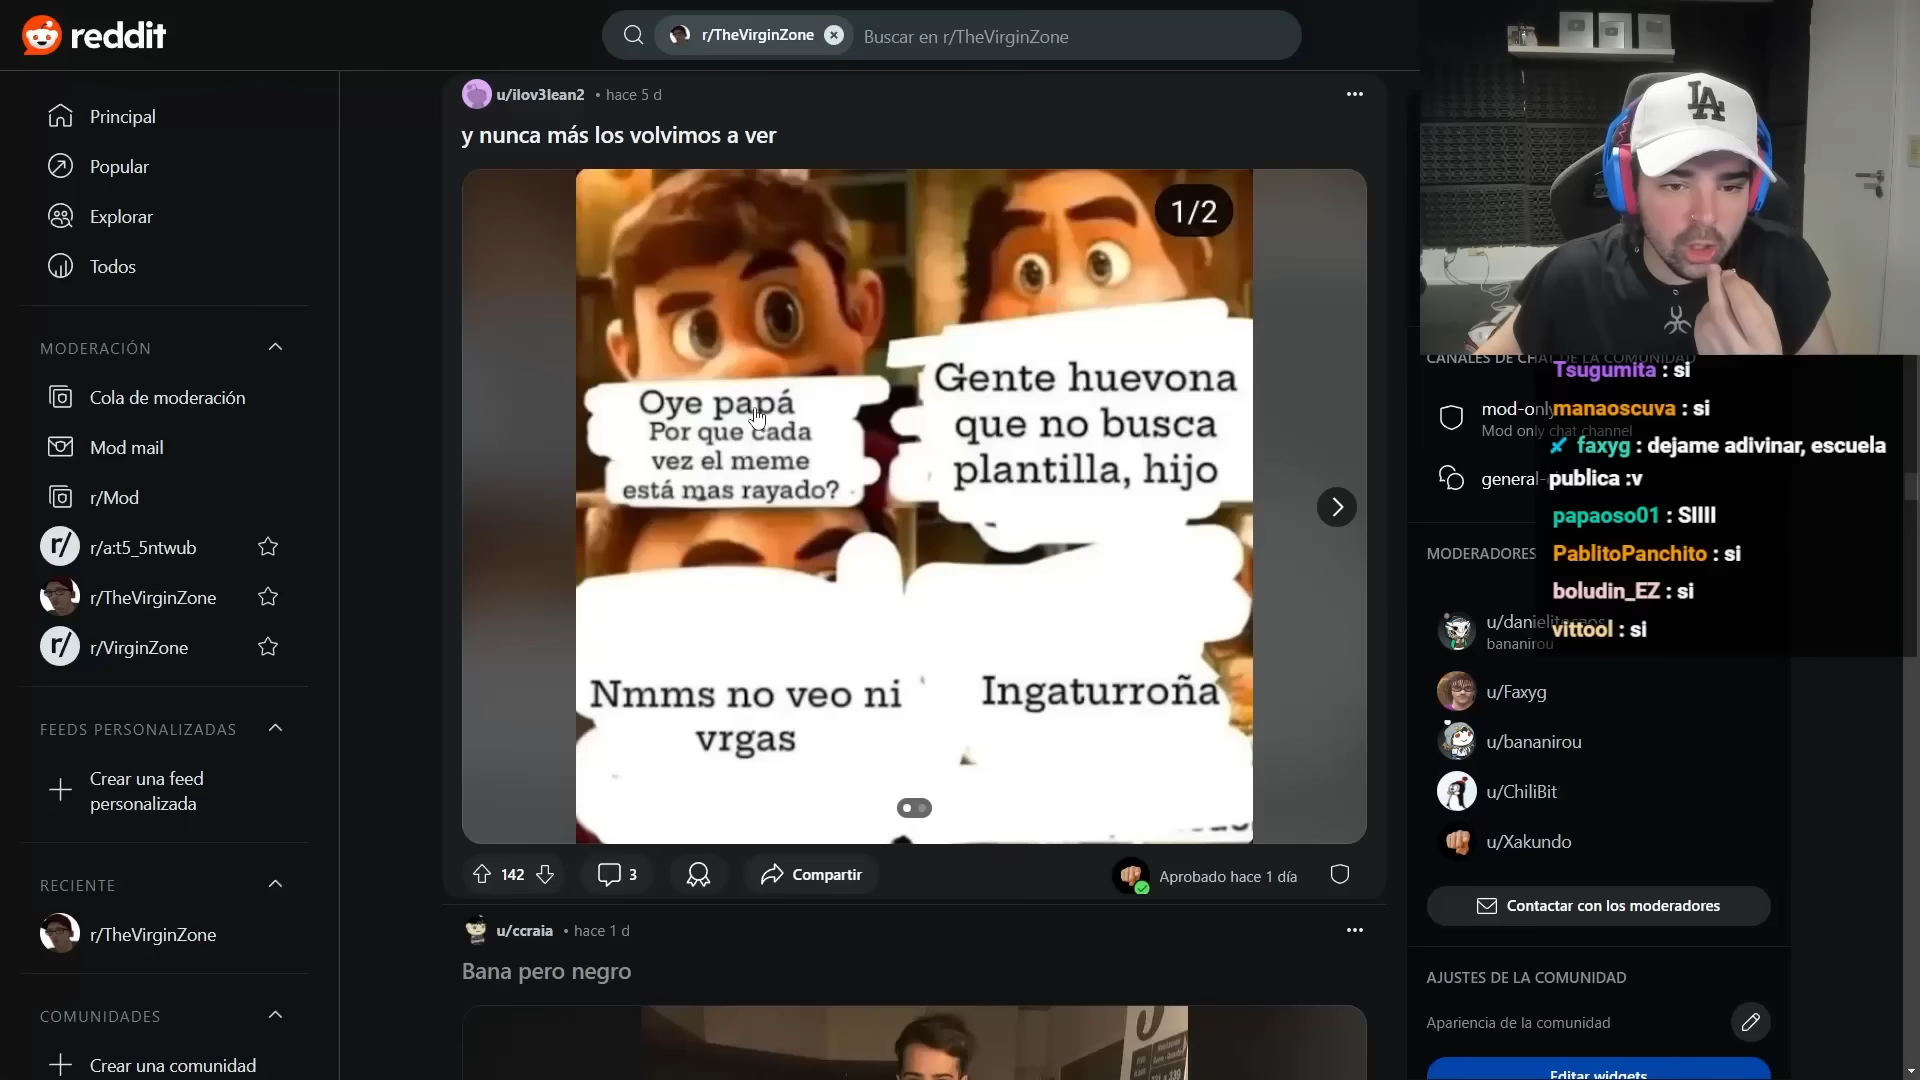 reddit
r/TheVirginZone
Buscar en r/TheVirginZone
Principal
Popular
Explorar
Todos
MODERACIÓN
Cola de moderación
Mod mail
r/Mod
r/ r/a:t5_5ntwub
r/TheVirginZone
r/ r/VirginZone
FEEDS PERSONALIZADAS
Crear una feed
personalizada
RECIENTE
r/TheVirginZone
COMUNIDADES
Crear una comunidad
u/ilov3lean2 • hace 5 d
y nunca más los volvimos a ver
1/2
Oye papá
Por que cada
vez el meme
está mas rayado?
Gente huevona
que no busca
plantilla, hijo
Nmms no veo ni
vrgas
Ingaturroña
142
3
Compartir
Aprobado hace 1 día
u/ccraia • hace 1 d
Bana pero negro
LA
CANALES DE CHAT DE LA COMUNIDAD
mod-only
Mod only chat channel
general-
MODERADORES
bananirou
u/Faxyg
u/bananirou
u/ChiliBit
u/Xakundo
Contactar con los moderadores
AJUSTES DE LA COMUNIDAD
Apariencia de la comunidad
Editar widgets
Tsugumita : si
manaoscuva : si
faxyg : dejame adivinar, escuela
publica :v
papaoso01 : SIIII
PablitoPanchito : si
boludin_EZ : si
vittool : si